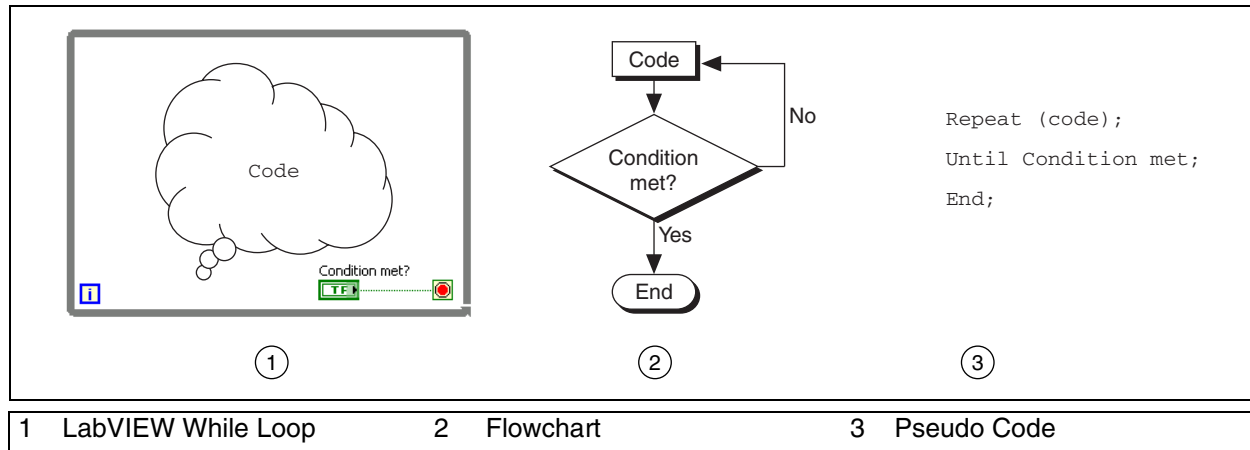 Code
Condition met?
TF
i
1
Code
No
Condition
met?
Yes
End
2
Repeat (code);
Until Condition met;
End;
3
1 LabVIEW While Loop 2 Flowchart 3 Pseudo Code